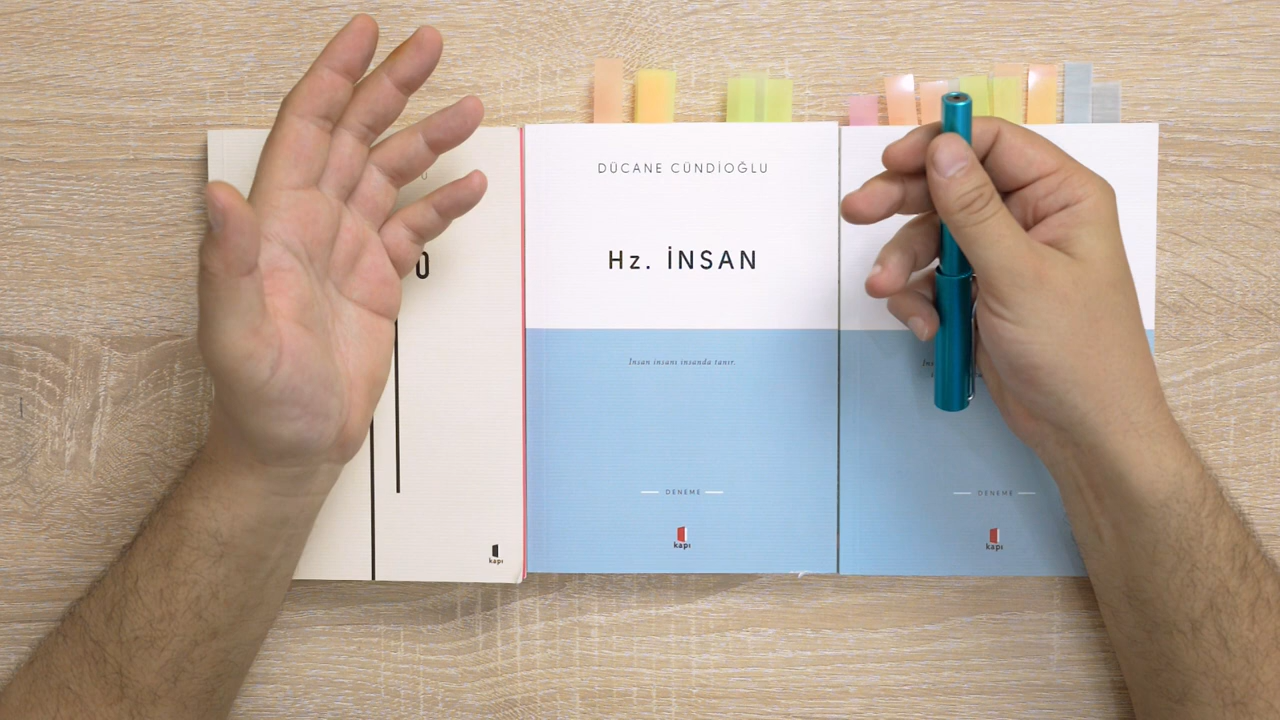 DÜCANE CÜNDİOĞLU
Hz. İNSAN
İnsan insanı insanda tanır.
DENEME
kapı
DENEME
kapı
kapı